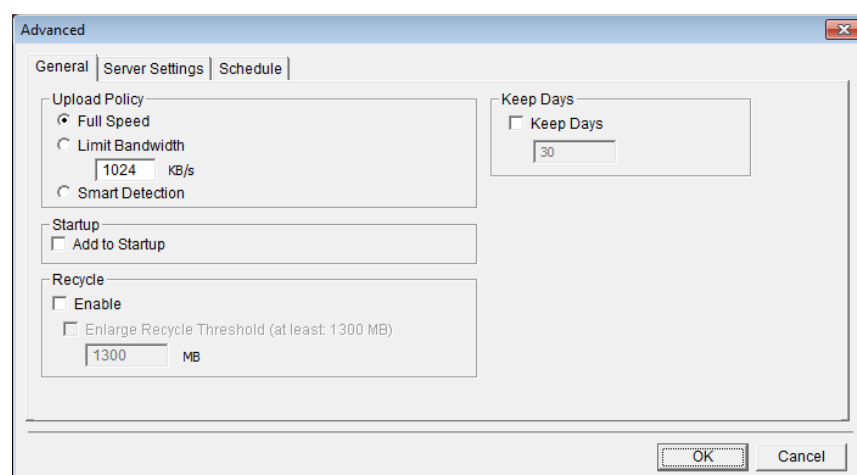 Advanced
General Server Settings Schedule
Upload Policy
Full Speed
Limit Bandwidth
1024 KB/s
Smart Detection
Keep Days
Keep Days
30
Startup
Add to Startup
Recycle
Enable
Enlarge Recycle Threshold (at least: 1300 MB)
1300 MB
OK Cancel